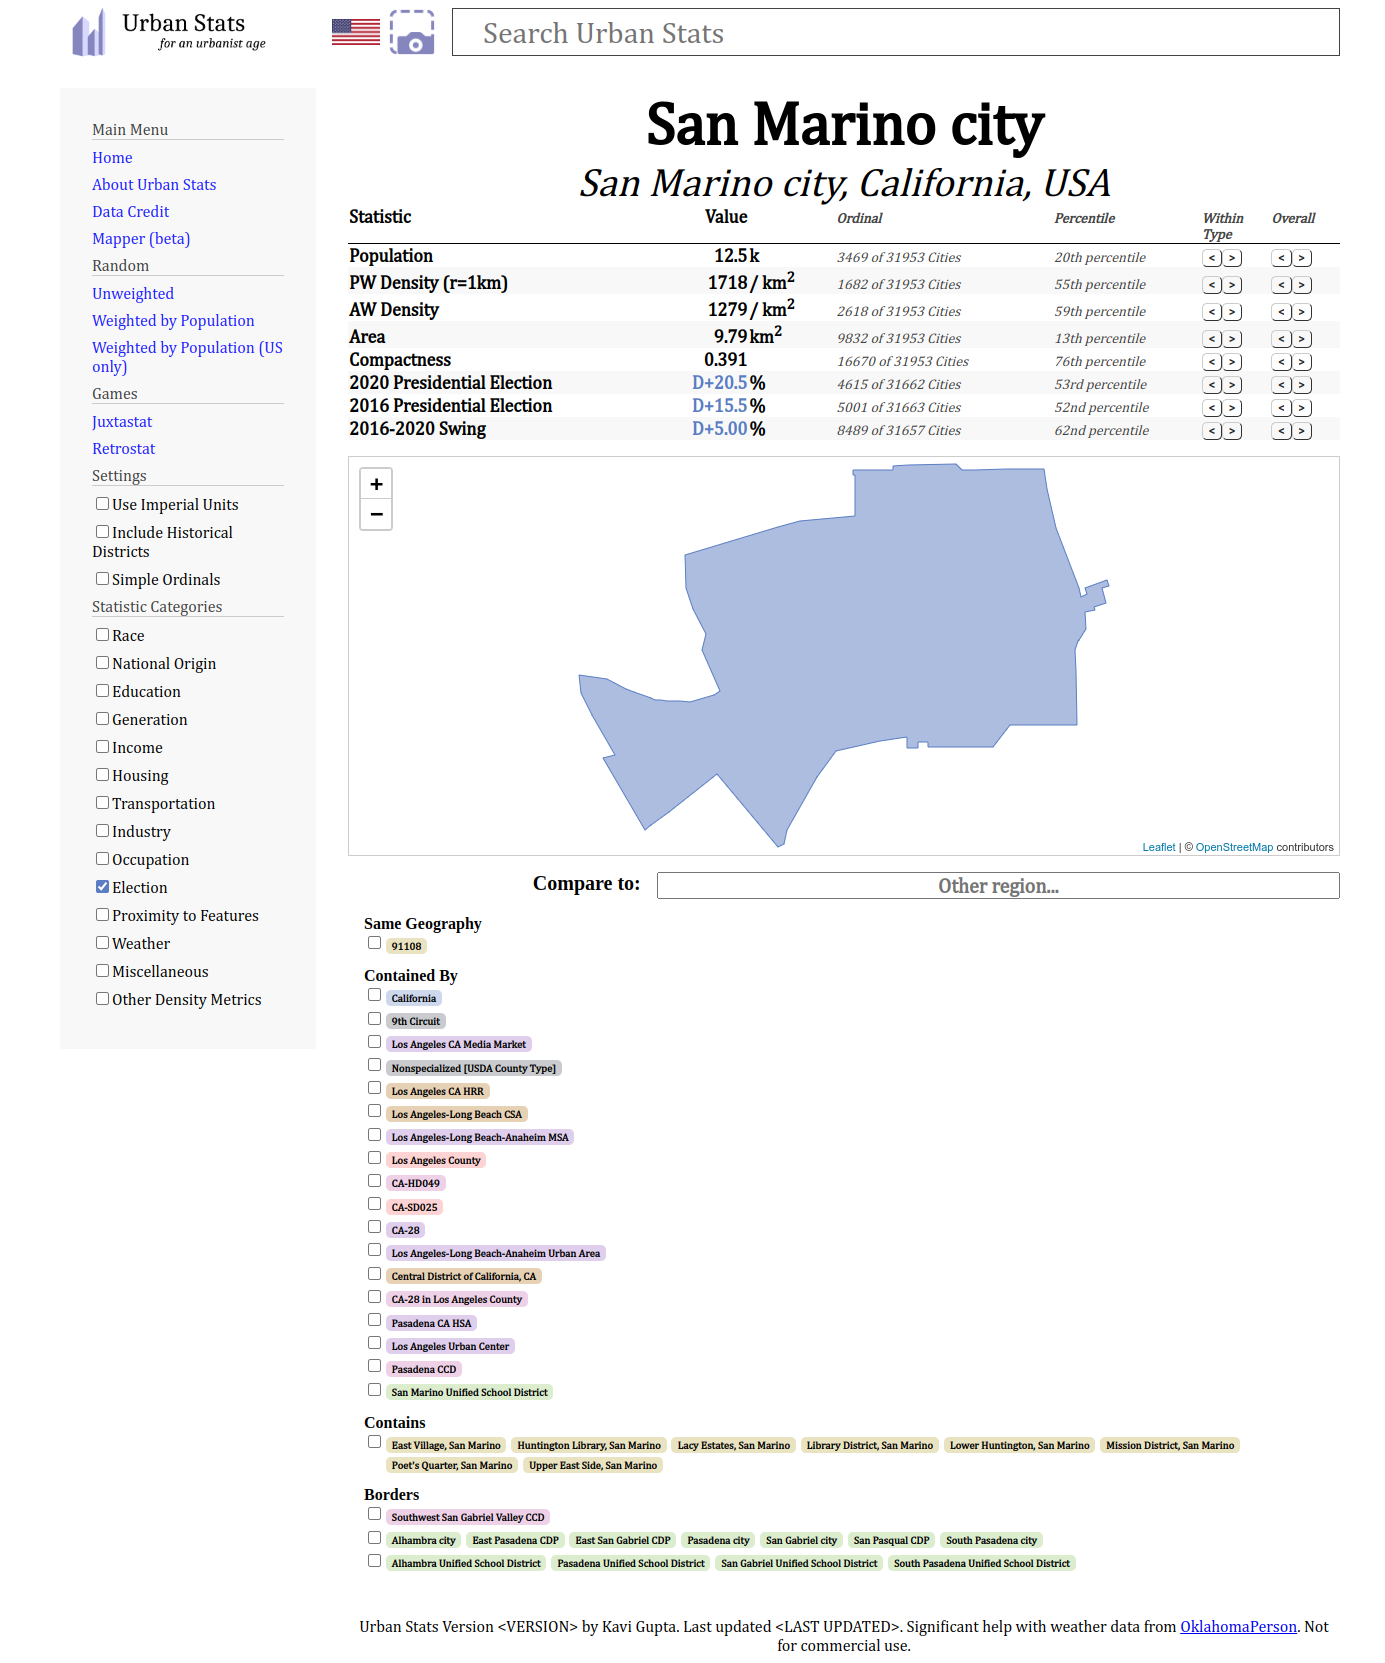 Urban Stats
for an urbanist age
Search Urban Stats
Main Menu
Home
About Urban Stats
Data Credit
Mapper (beta)
Random
Unweighted
Weighted by Population
Weighted by Population (US
only)
Games
Juxtastat
Retrostat
Settings
Use Imperial Units
Include Historical
Districts
Simple Ordinals
Statistic Categories
Race
National Origin
Education
Generation
Income
Housing
Transportation
Industry
Occupation
Election
Proximity to Features
Weather
Miscellaneous
Other Density Metrics
San Marino city
San Marino city, California, USA
Statistic Value Ordinal Percentile Within Type Overall
Population 12.5 k 3469 of 31953 Cities 20th percentile < > < >
PW Density (r=1km) 1718 / km² 1682 of 31953 Cities 55th percentile < > < >
AW Density 1279 / km² 2618 of 31953 Cities 59th percentile < > < >
Area 9.79 km² 9832 of 31953 Cities 13th percentile < > < >
Compactness 0.391 16670 of 31953 Cities 76th percentile < > < >
2020 Presidential Election D+20.5 % 4615 of 31662 Cities 53rd percentile < > < >
2016 Presidential Election D+15.5 % 5001 of 31663 Cities 52nd percentile < > < >
2016-2020 Swing D+5.00 % 8489 of 31657 Cities 62nd percentile < > < >
+
−
Leaflet | © OpenStreetMap contributors
Compare to: Other region...
Same Geography
91108
Contained By
California
9th Circuit
Los Angeles CA Media Market
Nonspecialized [USDA County Type]
Los Angeles CA HRR
Los Angeles-Long Beach CSA
Los Angeles-Long Beach-Anaheim MSA
Los Angeles County
CA-HD049
CA-SD025
CA-28
Los Angeles-Long Beach-Anaheim Urban Area
Central District of California, CA
CA-28 in Los Angeles County
Pasadena CA HSA
Los Angeles Urban Center
Pasadena CCD
San Marino Unified School District
Contains
East Village, San Marino Huntington Library, San Marino Lacy Estates, San Marino Library District, San Marino Lower Huntington, San Marino Mission District, San Marino
Poet's Quarter, San Marino Upper East Side, San Marino
Borders
Southwest San Gabriel Valley CCD
Alhambra city East Pasadena CDP East San Gabriel CDP Pasadena city San Gabriel city San Pasqual CDP South Pasadena city
Alhambra Unified School District Pasadena Unified School District San Gabriel Unified School District South Pasadena Unified School District
Urban Stats Version <VERSION> by Kavi Gupta. Last updated <LAST UPDATED>. Significant help with weather data from OklahomaPerson. Not
for commercial use.